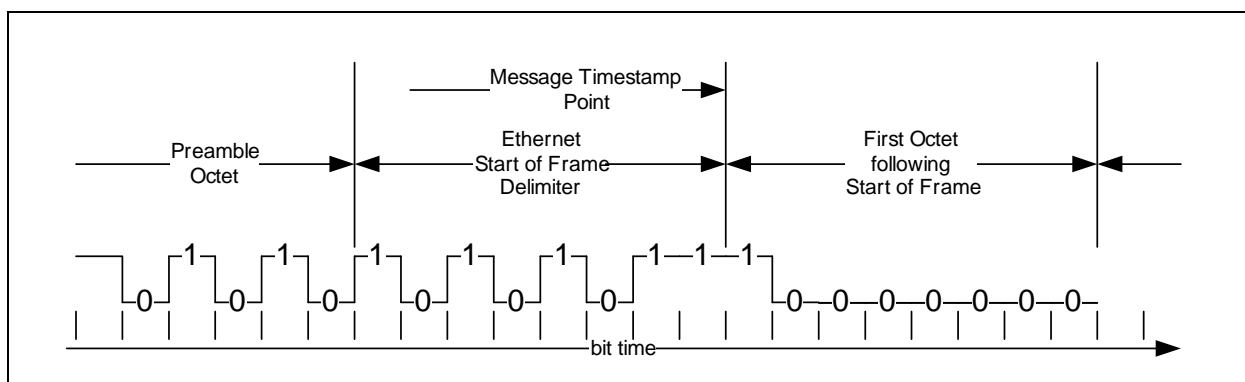 Message Timestamp
Point
Preamble
Octet
Ethernet
Start of Frame
Delimiter
First Octet
following
Start of Frame
0 1 0 1 0 1 0 1 0 1 0 1 1 1 0 0 0 0 0 0 0
bit time